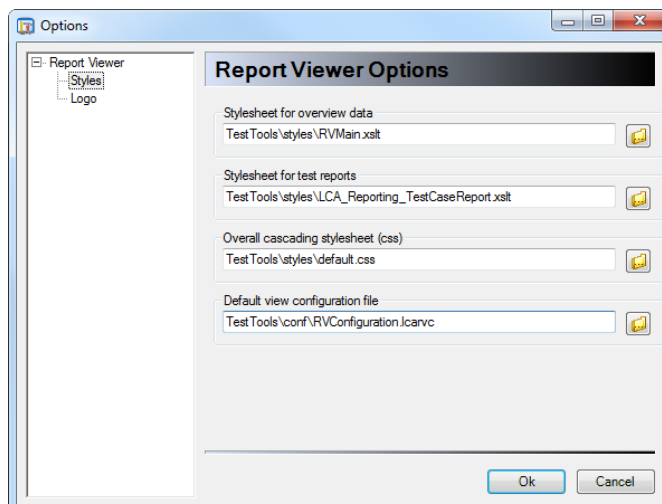 Options
Report Viewer
Styles
Logo
Report Viewer Options
Stylesheet for overview data
TestTools\styles\RVMain.xslt
Stylesheet for test reports
TestTools\styles\LCA_Reporting_TestCaseReport.xslt
Overall cascading stylesheet (css)
TestTools\styles\default.css
Default view configuration file
TestTools\conf\RVConfiguration.lcarvc
Ok
Cancel